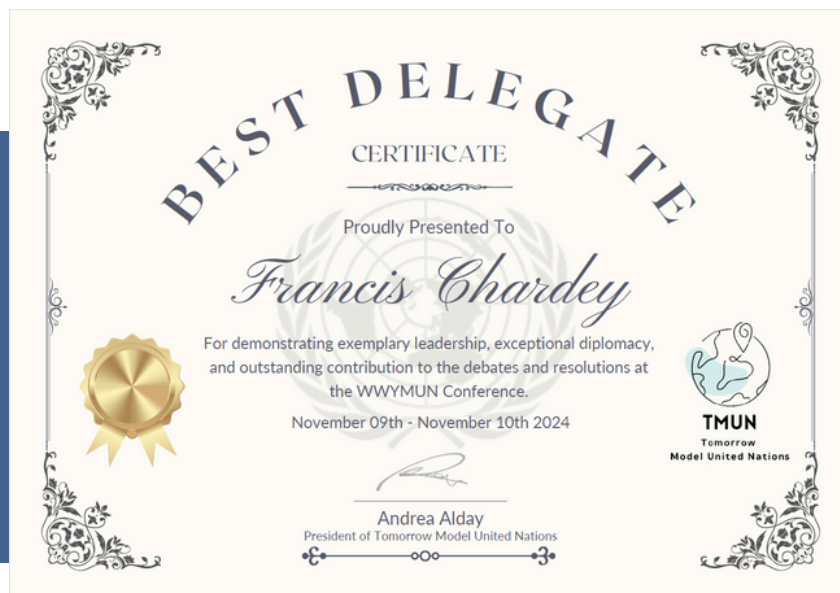 BEST DELEGATE
CERTIFICATE
Proudly Presented To
Francis Chardey
For demonstrating exemplary leadership, exceptional diplomacy,
and outstanding contribution to the debates and resolutions at
the WWYMUN Conference.
November 09th - November 10th 2024
TMUN
Tomorrow
Model United Nations
Andrea Alday
President of Tomorrow Model United Nations